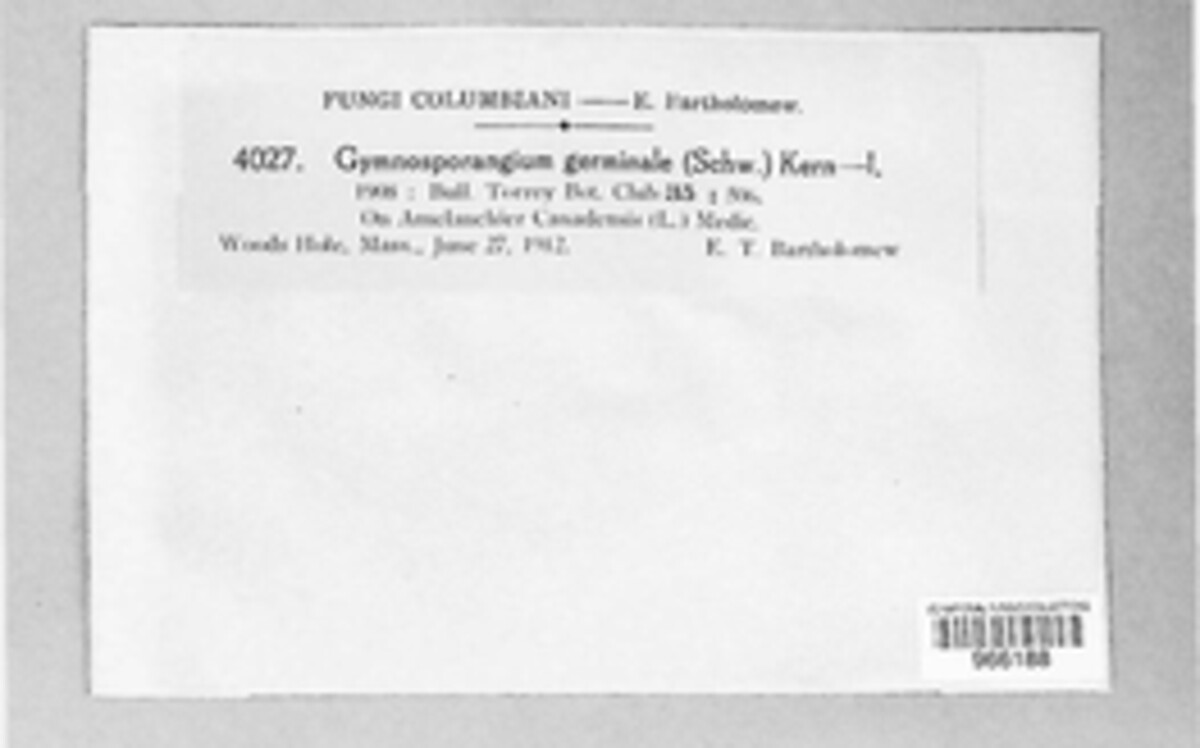 FUNGI COLUMBIANI — E. Bartholomew.
4027. Gymnosporangium germinale (Schw.) Kern—I.
1908 : Bull. Torrey Bot. Club 35 : 506.
On Amelanchier Canadensis (L.) Medic.
Woods Hole, Mass., June 27, 1912. E. T. Bartholomew
966188